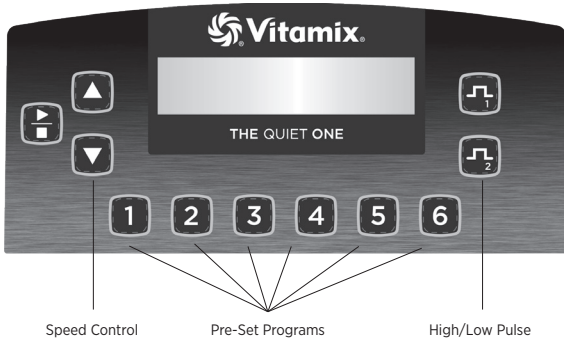 Vitamix®
THE QUIET ONE
1
2
1 2 3 4 5 6
Speed Control Pre-Set Programs High/Low Pulse